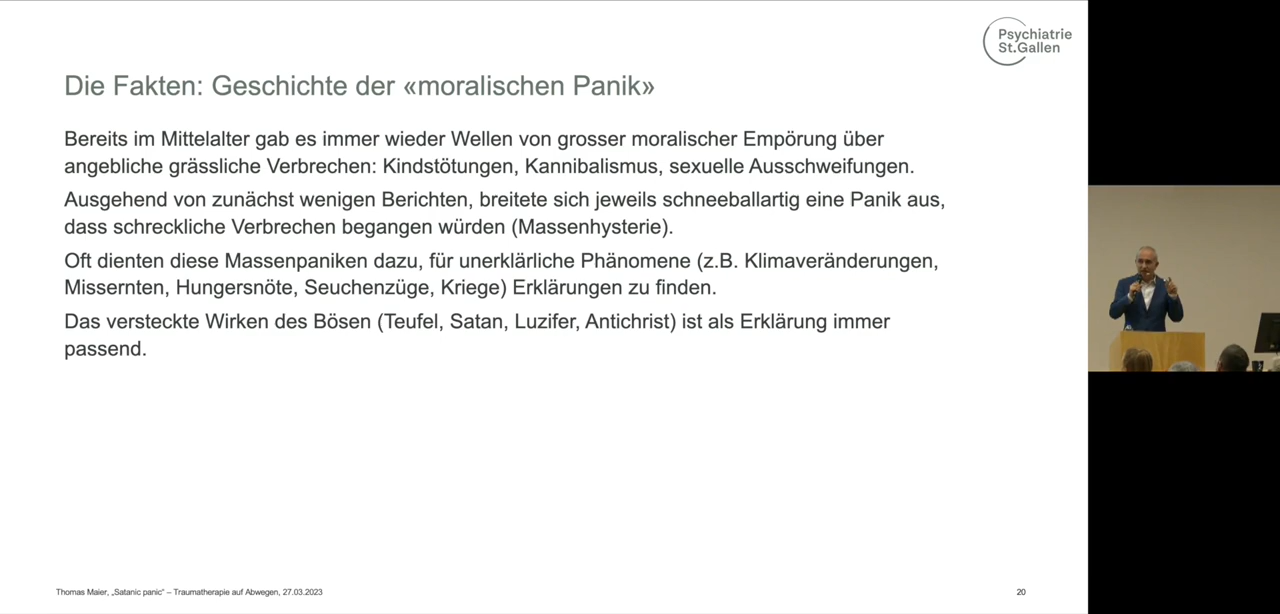 Psychiatrie
St.Gallen
Die Fakten: Geschichte der «moralischen Panik»
Bereits im Mittelalter gab es immer wieder Wellen von grosser moralischer Empörung über
angebliche grässliche Verbrechen: Kindstötungen, Kannibalismus, sexuelle Ausschweifungen.
Ausgehend von zunächst wenigen Berichten, breitete sich jeweils schneeballartig eine Panik aus,
dass schreckliche Verbrechen begangen würden (Massenhysterie).
Oft dienten diese Massenpaniken dazu, für unerklärliche Phänomene (z.B. Klimaveränderungen,
Missernten, Hungersnöte, Seuchenzüge, Kriege) Erklärungen zu finden.
Das versteckte Wirken des Bösen (Teufel, Satan, Luzifer, Antichrist) ist als Erklärung immer
passend.
Thomas Maier, „Satanic panic“ – Traumatherapie auf Abwegen, 27.03.2023
20